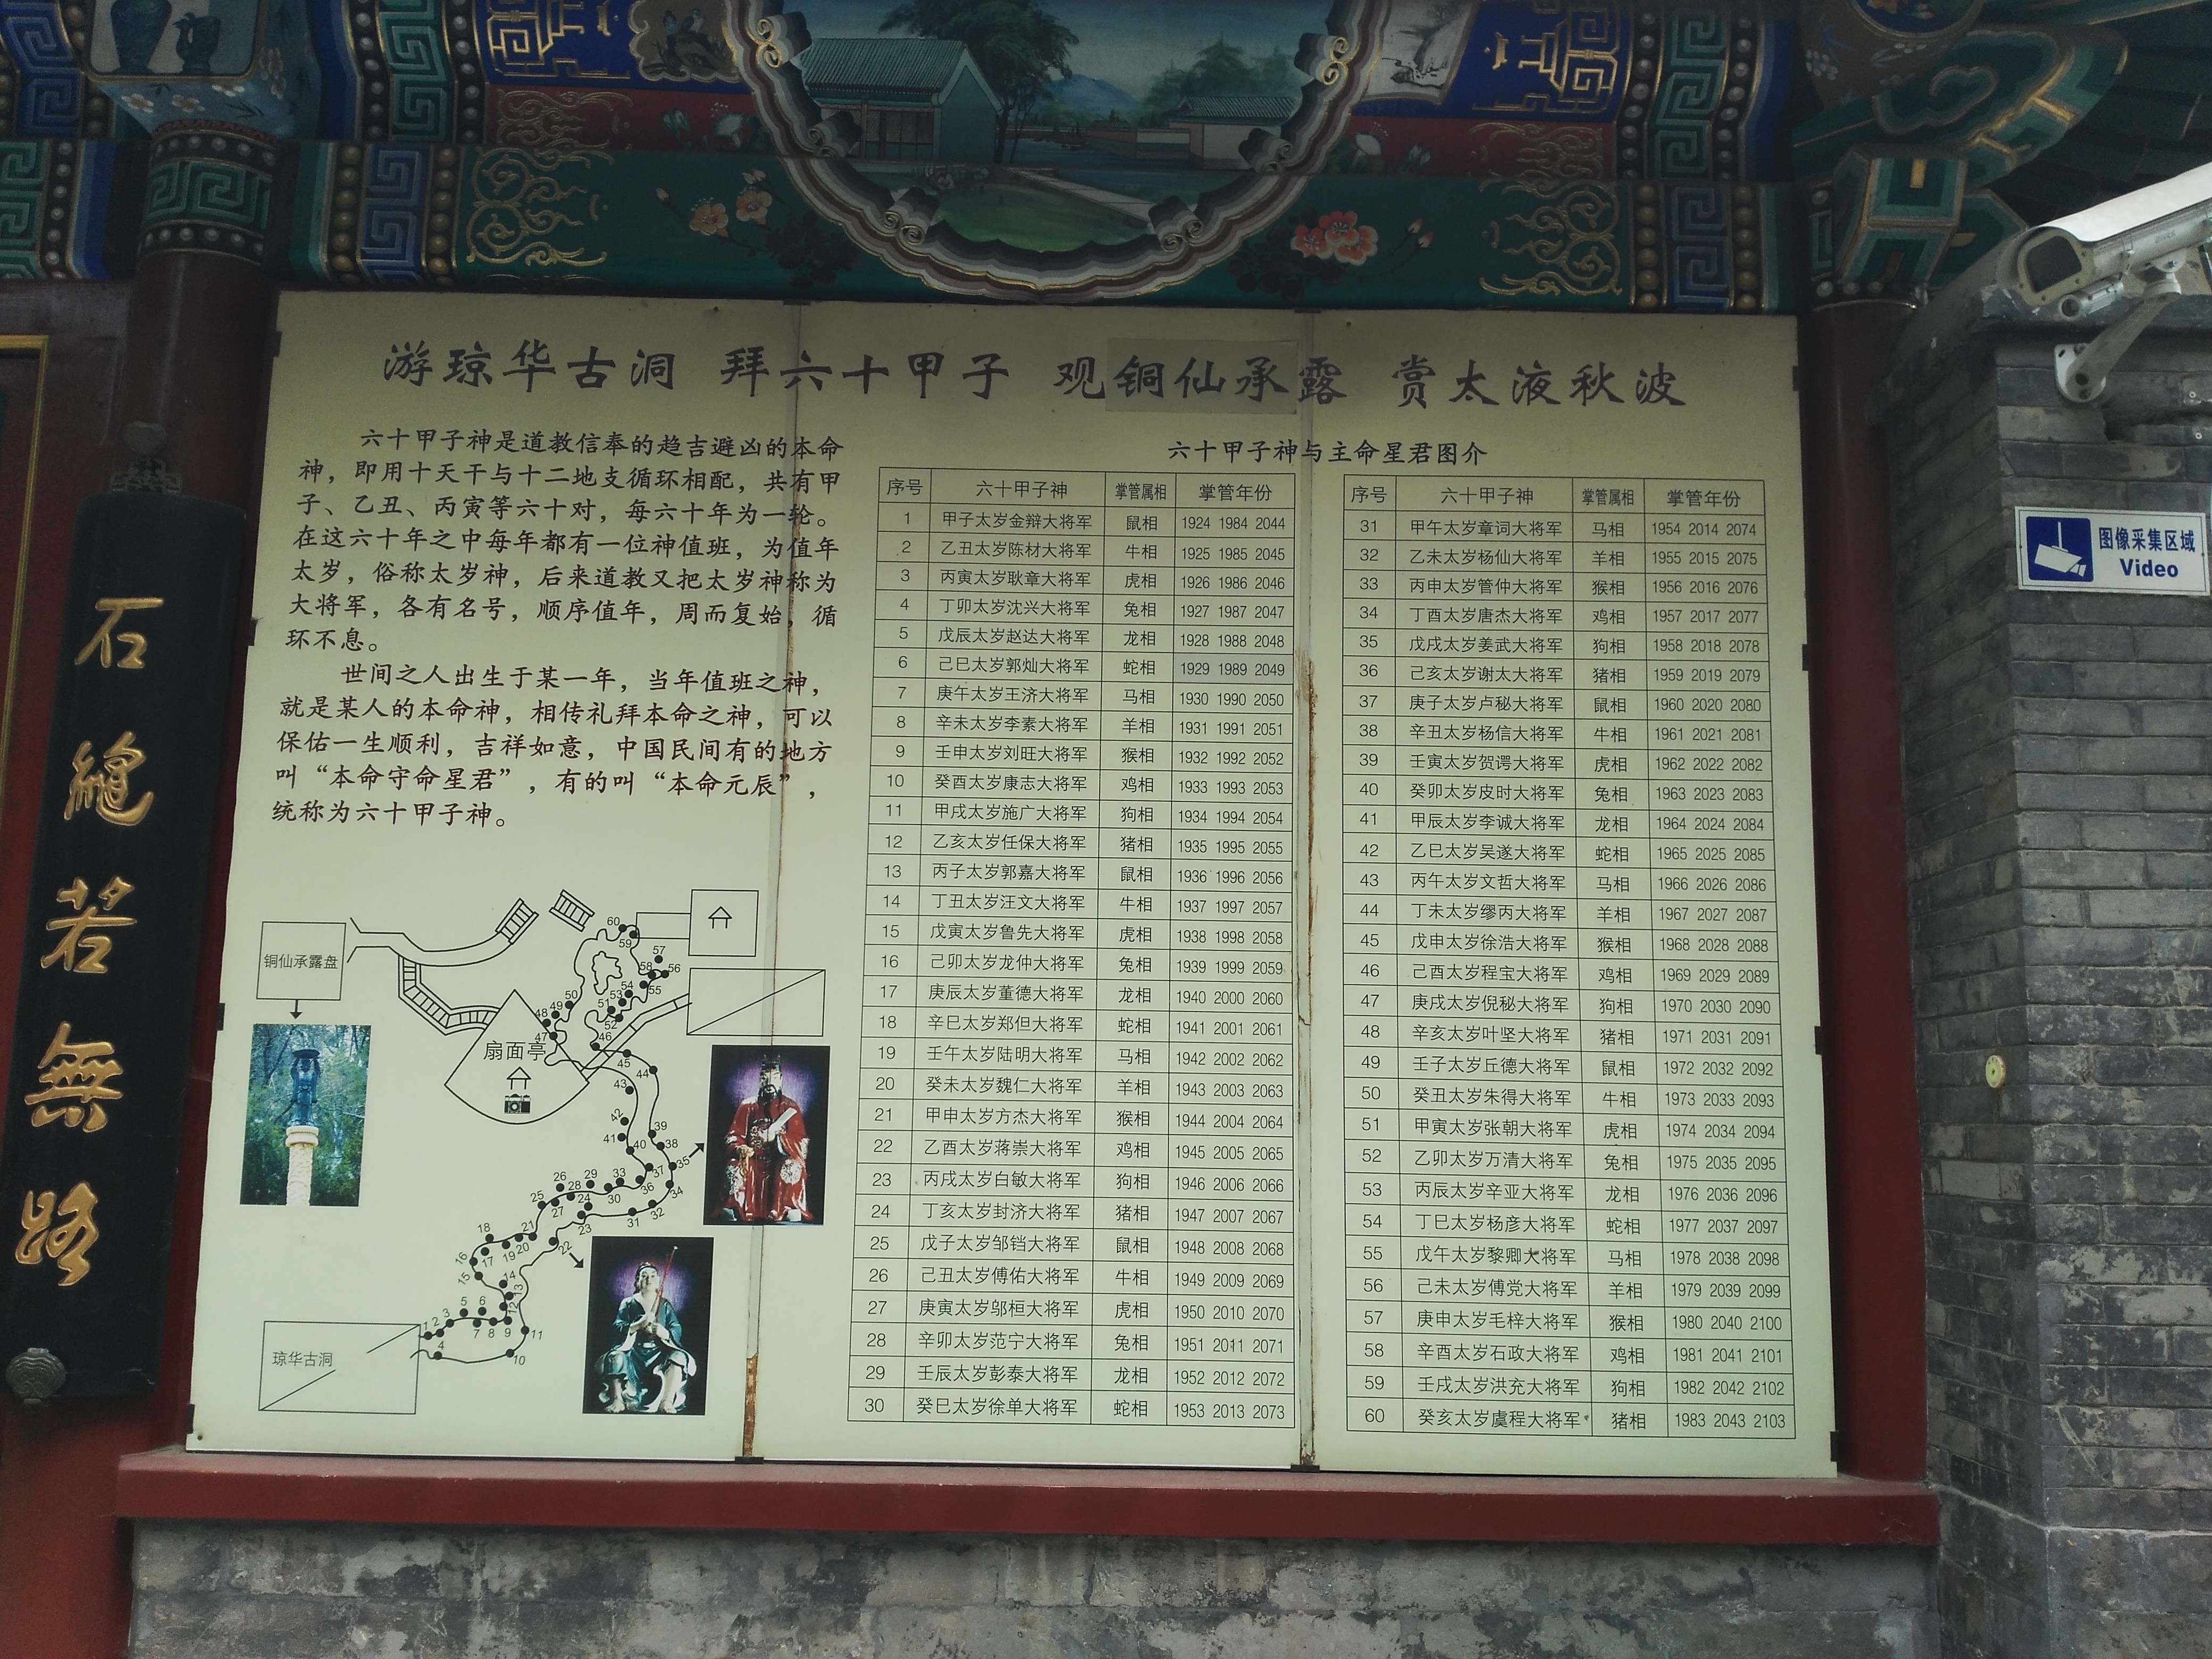 游琼华古洞 拜六十甲子 观铜仙承露 赏太液秋波
六十甲子神是道教信奉的趋吉避凶的本命
神，即用十天干与十二地支循环相配，共有甲
子、乙丑、丙寅等六十对，每六十年为一轮。
在这六十年之中每年都有一位神值班，为值年
太岁，俗称太岁神，后来道教又把太岁神称为
大将军，各有名号，顺序值年，周而复始，循
环不息。
世间之人出生于某一年，当年值班之神，
就是某人的本命神，相传礼拜本命之神，可以
保佑一生顺利，吉祥如意，中国民间有的地方
叫“本命守命星君”，有的叫“本命元辰”，
统称为六十甲子神。
六十甲子神与主命星君图介
序号 六十甲子神 掌管属相 掌管年份
1 甲子太岁金辩大将军 鼠相 1924 1984 2044
2 乙丑太岁陈材大将军 牛相 1925 1985 2045
3 丙寅太岁耿章大将军 虎相 1926 1986 2046
4 丁卯太岁沈兴大将军 兔相 1927 1987 2047
5 戊辰太岁赵达大将军 龙相 1928 1988 2048
6 己巳太岁郭灿大将军 蛇相 1929 1989 2049
7 庚午太岁王济大将军 马相 1930 1990 2050
8 辛未太岁李素大将军 羊相 1931 1991 2051
9 壬申太岁刘旺大将军 猴相 1932 1992 2052
10 癸酉太岁康志大将军 鸡相 1933 1993 2053
11 甲戌太岁施广大将军 狗相 1934 1994 2054
12 乙亥太岁任保大将军 猪相 1935 1995 2055
13 丙子太岁郭嘉大将军 鼠相 1936 1996 2056
14 丁丑太岁汪文大将军 牛相 1937 1997 2057
15 戊寅太岁鲁先大将军 虎相 1938 1998 2058
16 己卯太岁龙仲大将军 兔相 1939 1999 2059
17 庚辰太岁董德大将军 龙相 1940 2000 2060
18 辛巳太岁郑但大将军 蛇相 1941 2001 2061
19 壬午太岁陆明大将军 马相 1942 2002 2062
20 癸未太岁魏仁大将军 羊相 1943 2003 2063
21 甲申太岁方杰大将军 猴相 1944 2004 2064
22 乙酉太岁蒋崇大将军 鸡相 1945 2005 2065
23 丙戌太岁白敏大将军 狗相 1946 2006 2066
24 丁亥太岁封济大将军 猪相 1947 2007 2067
25 戊子太岁邹铛大将军 鼠相 1948 2008 2068
26 己丑太岁傅佑大将军 牛相 1949 2009 2069
27 庚寅太岁邬桓大将军 虎相 1950 2010 2070
28 辛卯太岁范宁大将军 兔相 1951 2011 2071
29 壬辰太岁彭泰大将军 龙相 1952 2012 2072
30 癸巳太岁徐单大将军 蛇相 1953 2013 2073
序号 六十甲子神 掌管属相 掌管年份
31 甲午太岁章词大将军 马相 1954 2014 2074
32 乙未太岁杨仙大将军 羊相 1955 2015 2075
33 丙申太岁管仲大将军 猴相 1956 2016 2076
34 丁酉太岁唐杰大将军 鸡相 1957 2017 2077
35 戊戌太岁姜武大将军 狗相 1958 2018 2078
36 己亥太岁谢太大将军 猪相 1959 2019 2079
37 庚子太岁卢秘大将军 鼠相 1960 2020 2080
38 辛丑太岁杨信大将军 牛相 1961 2021 2081
39 壬寅太岁贺谔大将军 虎相 1962 2022 2082
40 癸卯太岁皮时大将军 兔相 1963 2023 2083
41 甲辰太岁李诚大将军 龙相 1964 2024 2084
42 乙巳太岁吴遂大将军 蛇相 1965 2025 2085
43 丙午太岁文哲大将军 马相 1966 2026 2086
44 丁未太岁缪丙大将军 羊相 1967 2027 2087
45 戊申太岁徐浩大将军 猴相 1968 2028 2088
46 己酉太岁程宝大将军 鸡相 1969 2029 2089
47 庚戌太岁倪秘大将军 狗相 1970 2030 2090
48 辛亥太岁叶坚大将军 猪相 1971 2031 2091
49 壬子太岁丘德大将军 鼠相 1972 2032 2092
50 癸丑太岁朱得大将军 牛相 1973 2033 2093
51 甲寅太岁张朝大将军 虎相 1974 2034 2094
52 乙卯太岁万清大将军 兔相 1975 2035 2095
53 丙辰太岁辛亚大将军 龙相 1976 2036 2096
54 丁巳太岁杨彦大将军 蛇相 1977 2037 2097
55 戊午太岁黎卿大将军 马相 1978 2038 2098
56 己未太岁傅党大将军 羊相 1979 2039 2099
57 庚申太岁毛梓大将军 猴相 1980 2040 2100
58 辛酉太岁石政大将军 鸡相 1981 2041 2101
59 壬戌太岁洪充大将军 狗相 1982 2042 2102
60 癸亥太岁虞程大将军 猪相 1983 2043 2103
铜仙承露盘
扇面亭
琼华古洞
60
59
57
58 56
54
53 55
51
52
50
49
48
47
46
45
44
43
42
41
40
39
38
37
35
36
34
33
32
31
30
29
28
27
26
25
24
23
22
21
20
19
18
17
16
15
14
13
12
11
10
9
8
7
6
5
4
3
2
1
石
縫
若
無
路
图像采集区域
Video